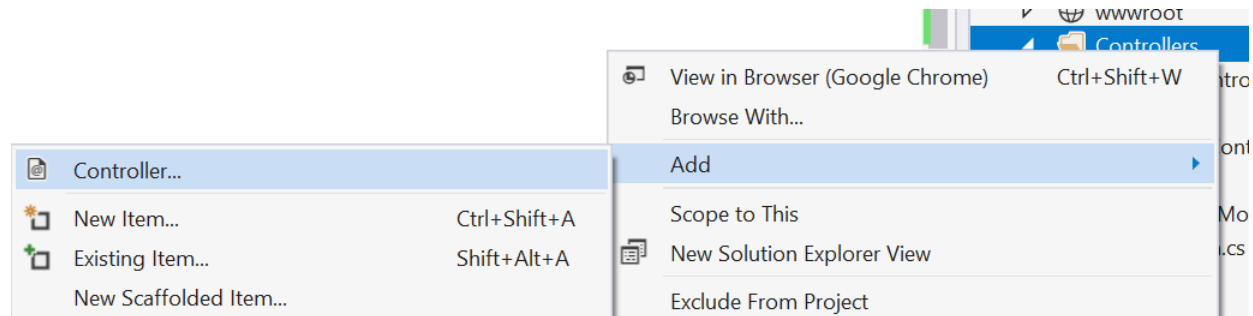 wwwroot
Controllers
View in Browser (Google Chrome) Ctrl+Shift+W
Browse With...
Add
Scope to This
New Solution Explorer View
Exclude From Project
Controller...
New Item... Ctrl+Shift+A
Existing Item... Shift+Alt+A
New Scaffolded Item...
.cs